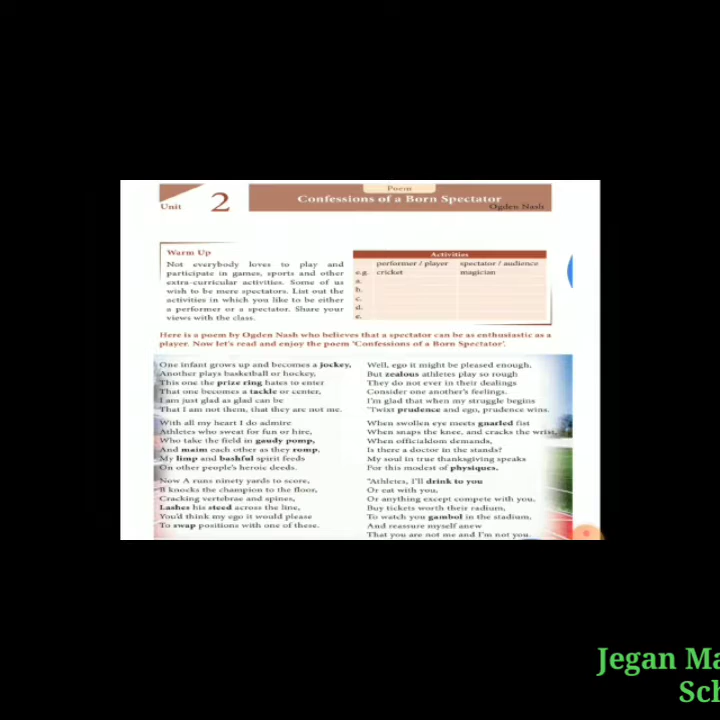 Poem
Unit 2 Confessions of a Born Spectator
Ogden Nash
Warm Up
Not everybody loves to play and
participate in games, sports and other
extra-curricular activities. Some of us
wish to be mere spectators. List out the
activities in which you like to be either
a performer or a spectator. Share your
views with the class.
Activities
performer / player spectator / audience
e.g. cricket magician
a.
b.
c.
d.
e.
Here is a poem by Ogden Nash who believes that a spectator can be as enthusiastic as a
player. Now let's read and enjoy the poem 'Confessions of a Born Spectator'.
One infant grows up and becomes a jockey,
Another plays basketball or hockey,
This one the prize ring hates to enter
That one becomes a tackle or center,
I am just glad as glad can be
That I am not them, that they are not me.
With all my heart I do admire
Athletes who sweat for fun or hire,
Who take the field in gaudy pomp,
And maim each other as they romp,
My limp and bashful spirit feeds
On other people's heroic deeds.
Now A runs ninety yards to score,
B knocks the champion to the floor,
Cracking vertebrae and spines,
Lashes his steed across the line,
You'd think my ego it would please
To swap positions with one of these.
Well, ego it might be pleased enough,
But zealous athletes play so rough
They do not ever in their dealings
Consider one another's feelings.
I'm glad that when my struggle begins
'Twixt prudence and ego, prudence wins.
When swollen eye meets gnarled fist
When snaps the knee, and cracks the wrist,
When officialdom demands,
Is there a doctor in the stands?
My soul in true thanksgiving speaks
For this modest of physiques.
"Athletes, I'll drink to you
Or eat with you,
Or anything except compete with you,
Buy tickets worth their radium,
To watch you gambol in the stadium,
And reassure myself anew
That you are not me and I'm not you.
Jegan Ma
Sch